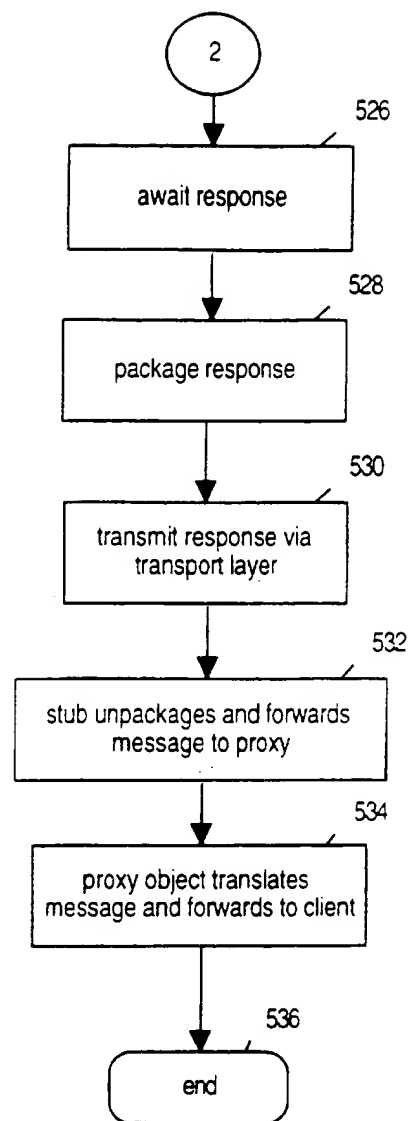 2
526
await response
528
package response
530
transmit response via
transport layer
532
stub unpackages and forwards
message to proxy
534
proxy object translates
message and forwards to client
536
end